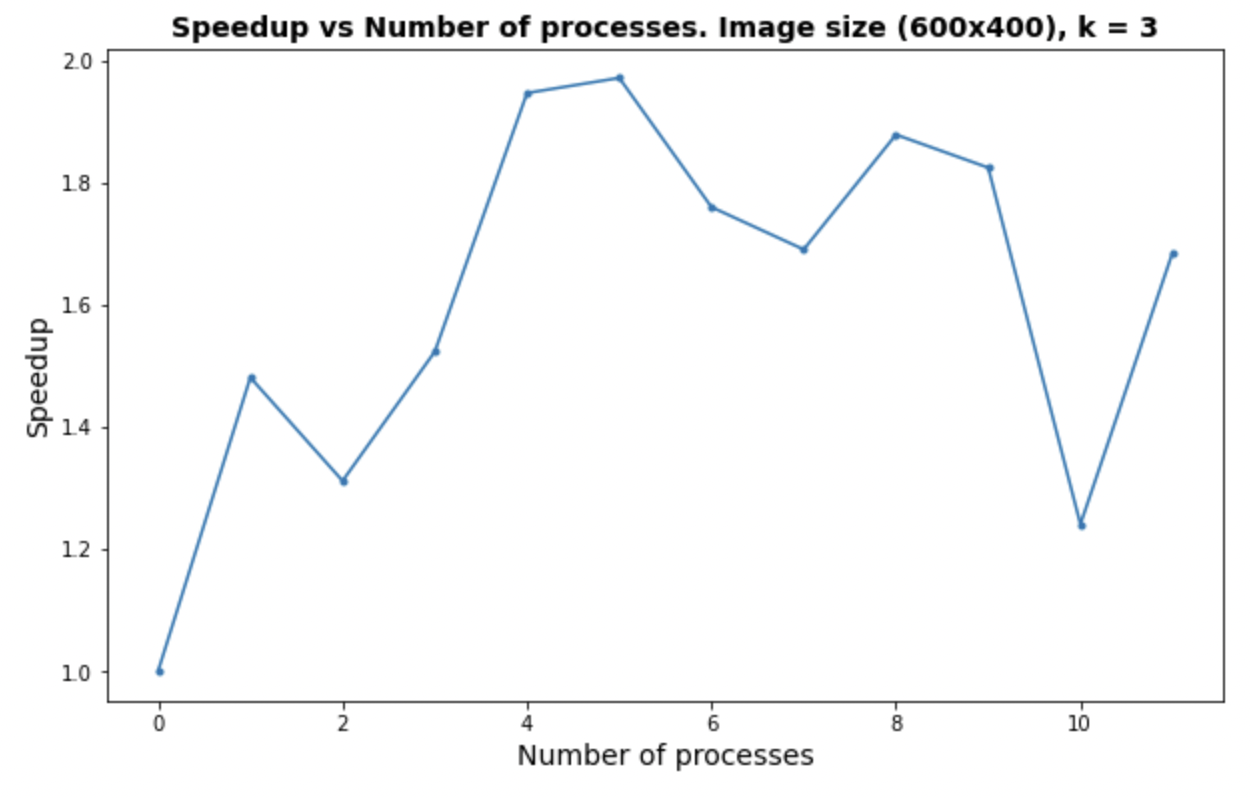 Speedup vs Number of processes. Image size (600x400), k = 3
2.0
1.8
1.6
1.4
1.2
1.0
Speedup
0 2 4 6 8 10
Number of processes